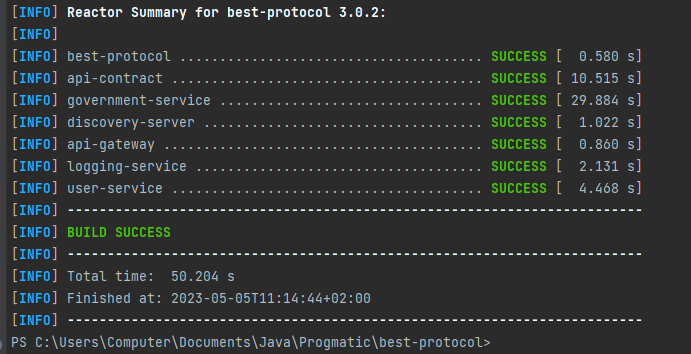 [INFO] Reactor Summary for best-protocol 3.0.2:
[INFO]
[INFO] best-protocol ..................................... SUCCESS [  0.580 s]
[INFO] api-contract ...................................... SUCCESS [ 10.515 s]
[INFO] government-service ................................ SUCCESS [ 29.884 s]
[INFO] discovery-server .................................. SUCCESS [  1.022 s]
[INFO] api-gateway ....................................... SUCCESS [  0.860 s]
[INFO] logging-service ................................... SUCCESS [  2.131 s]
[INFO] user-service ...................................... SUCCESS [  4.468 s]
[INFO] ------------------------------------------------------------------------
[INFO] BUILD SUCCESS
[INFO] ------------------------------------------------------------------------
[INFO] Total time:  50.204 s
[INFO] Finished at: 2023-05-05T11:14:44+02:00
[INFO] ------------------------------------------------------------------------
PS C:\Users\Computer\Documents\Java\Progmatic\best-protocol>